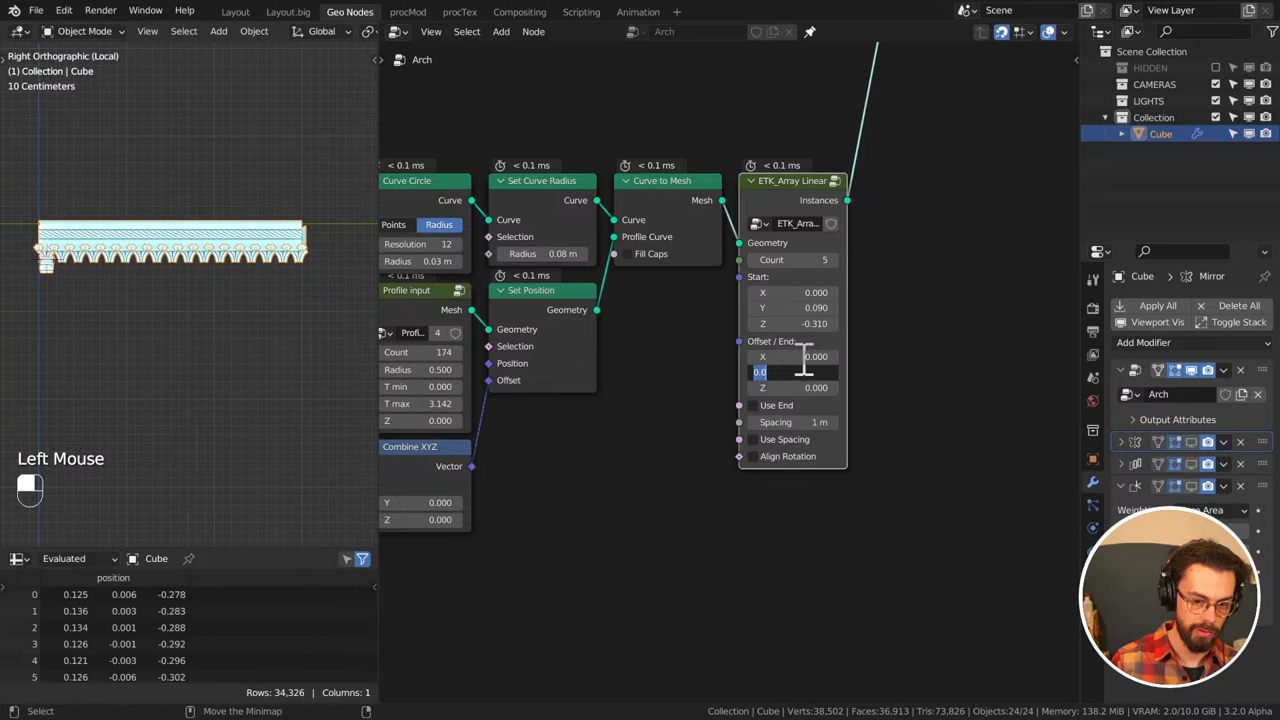 File Edit Render Window Help Layout Layout.big Geo Nodes procMod procTex Compositing Scripting Animation + Scene View Layer
Object Mode View Select Add Object Global View Select Add Node Arch
Right Orthographic (Local)
(1) Collection | Cube
10 Centimeters
Arch
Scene Collection
HIDDEN
CAMERAS
LIGHTS
Collection
Cube
< 0.1 ms < 0.1 ms < 0.1 ms < 0.1 ms
Curve Circle
Curve
Points Radius
Resolution 12
Radius 0.03 m
Set Curve Radius
Curve
Curve
Selection
Radius 0.08 m
Curve to Mesh
Mesh
Curve
Profile Curve
Fill Caps
ETK_Array Linear
Instances
ETK_Arra...
Geometry
Count 5
Start:
X 0.000
Y 0.090
Z -0.310
Offset / End:
X 0.000
0.0
Z 0.000
Use End
Spacing 1 m
Use Spacing
Align Rotation
< 0.1 ms
Profile input
Mesh
Profi... 4
Count 174
Radius 0.500
T min 0.000
T max 3.142
Z 0.000
< 0.1 ms
Set Position
Geometry
Geometry
Selection
Position
Offset
Combine XYZ
Vector
Y 0.000
Z 0.000
Cube Mirror
Apply All Delete All
Viewport Vis Toggle Stack
Add Modifier
Arch
Output Attributes
Left Mouse
Evaluated Cube
position
0 0.125 0.006 -0.278
1 0.136 0.003 -0.283
2 0.134 0.001 -0.288
3 0.126 -0.001 -0.292
4 0.121 -0.003 -0.296
5 0.126 -0.006 -0.302
Rows: 34,326 | Columns: 1
Select Move the Minimap Collection | Cube | Verts:38,502 | Faces:36,913 | Tris:73,826 | Objects:24/24 | Memory: 138.2 MiB | VRAM: 2.0/10.0 GiB | 3.2.0 Alpha